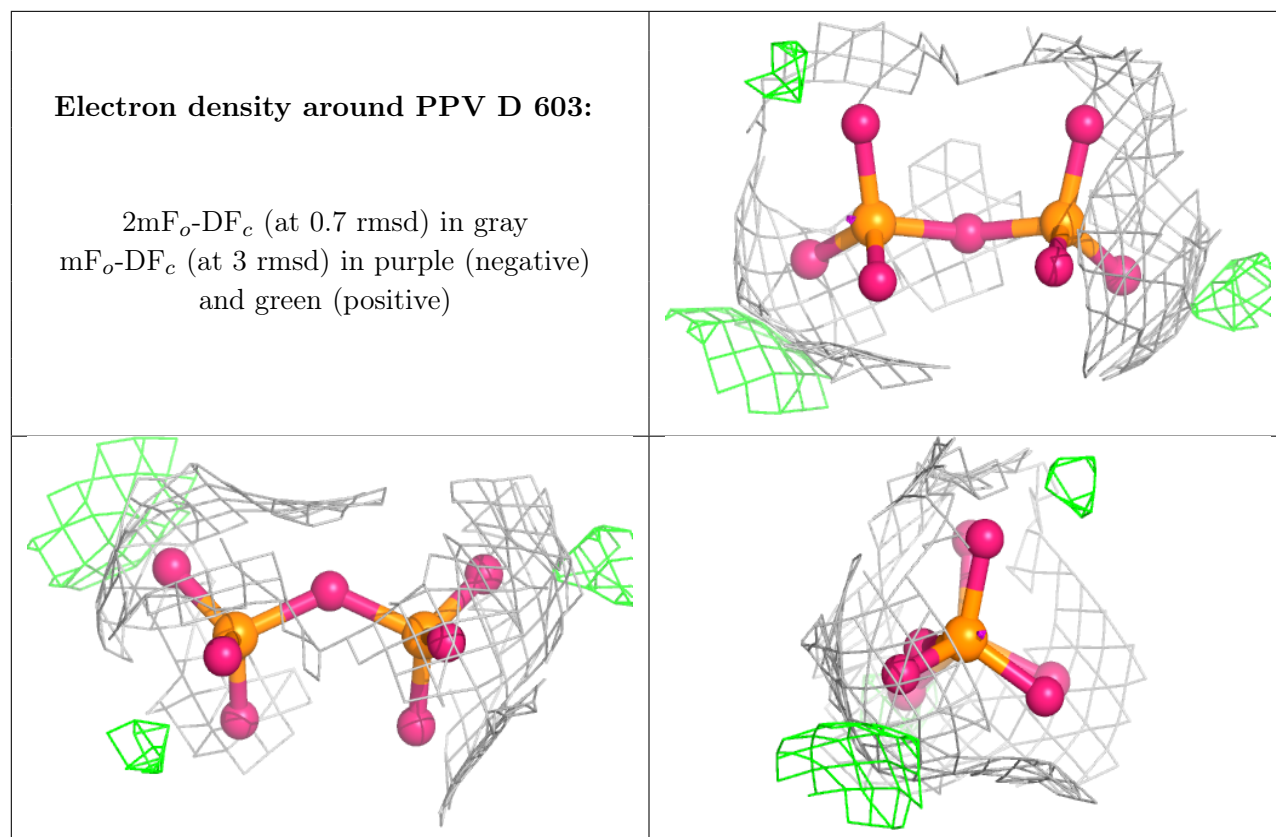 Electron density around PPV D 603:
2mFₒ-DF𝒸 (at 0.7 rmsd) in gray
mFₒ-DF𝒸 (at 3 rmsd) in purple (negative)
and green (positive)